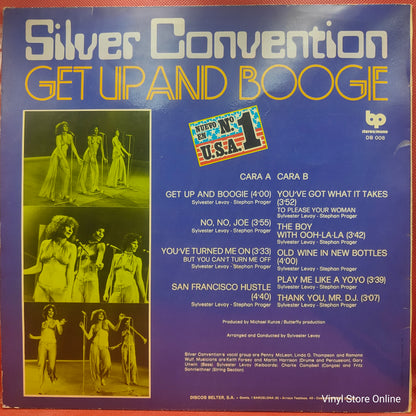 Silver Convention
GET UP AND BOOGIE
NUEVO Nº 1
EN
U.S.A.
bp
stereo/mono
08 008
CARA A
GET UP AND BOOGIE (4:00)
Sylvester Levay - Stephan Prager
NO, NO, JOE (3:55)
Sylvester Levay - Stephan Prager
YOU'VE TURNED ME ON (3:33)
BUT YOU CAN'T TURN ME OFF
Sylvester Levay - Stephan Prager
SAN FRANCISCO HUSTLE
(4:40)
Sylvester Levay - Stephan Prager
CARA B
YOU'VE GOT WHAT IT TAKES
(3:52)
TO PLEASE YOUR WOMAN
Sylvester Levay - Stephan Prager
THE BOY
WITH OOH-LA-LA (3:42)
Sylvester Levay - Stephan Prager
OLD WINE IN NEW BOTTLES
(4:00)
Sylvester Levay - Stephan Prager
PLAY ME LIKE A YOYO (3:39)
Sylvester Levay - Stephan Prager
THANK YOU, MR. D.J. (3:07)
Sylvester Levay - Stephan Prager
Produced by Michael Kunze / Butterfly production
Arranged and Conducted by Sylvester Levay
Silver Convention's vocal group are Penny McLean, Linda G. Thompson and Ramona
Wulf. Musicians are Keith Forsey and Martin Harrison (Drums and Percussion), Gary
Unwin (Bass) Sylvester Levay (Keiboards) Charlie Campbell (Congas) and Fritz
Sonnleithner (String Section)
DISCOS BELTER, S.A.
Vinyl Store Online